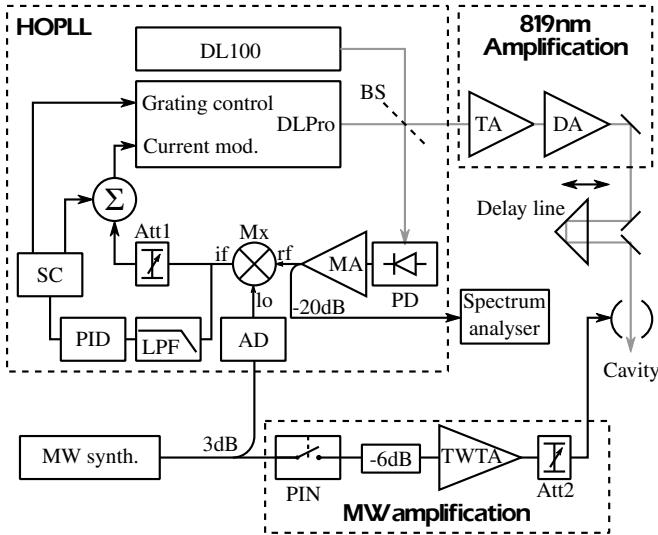 HOPLL
819nm
Amplification
DL100
BS
Grating control
DLPro
TA
DA
Current mod.
Σ
Delay line
Att1
Mx
if
rf
MA
SC
lo
PD
-20dB
Spectrum
analyser
PID
LPF
AD
Cavity
3dB
MW synth.
-6dB
TWTA
PIN
Att2
MW amplification